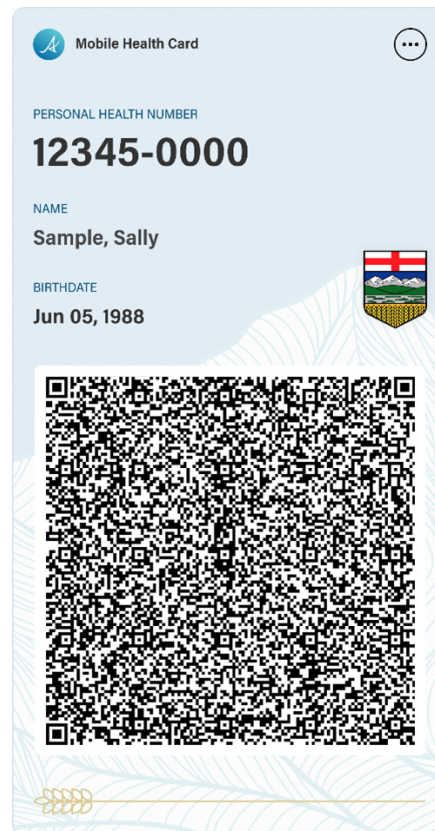 Mobile Health Card
PERSONAL HEALTH NUMBER
12345-0000
NAME
Sample, Sally
BIRTHDATE
Jun 05, 1988